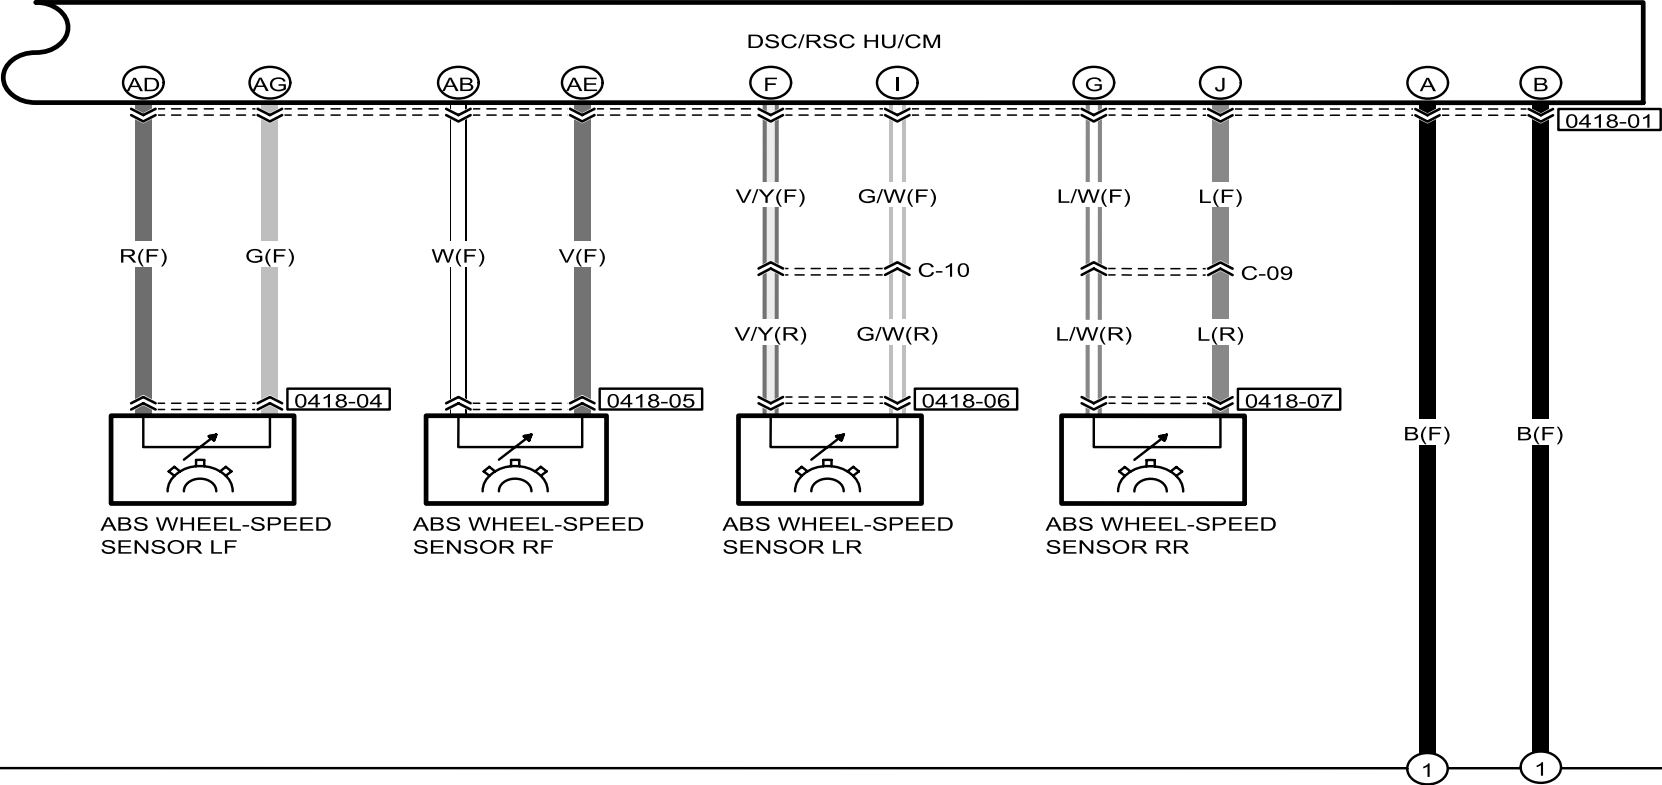 DSC/RSC HU/CM
AD AG AB AE F I G J A B
0418-01
V/Y(F) G/W(F) L/W(F) L(F)
R(F) G(F) W(F) V(F)
C-10 C-09
V/Y(R) G/W(R) L/W(R) L(R)
0418-04 0418-05 0418-06 0418-07
B(F) B(F)
ABS WHEEL-SPEED
SENSOR LF
ABS WHEEL-SPEED
SENSOR RF
ABS WHEEL-SPEED
SENSOR LR
ABS WHEEL-SPEED
SENSOR RR
1 1